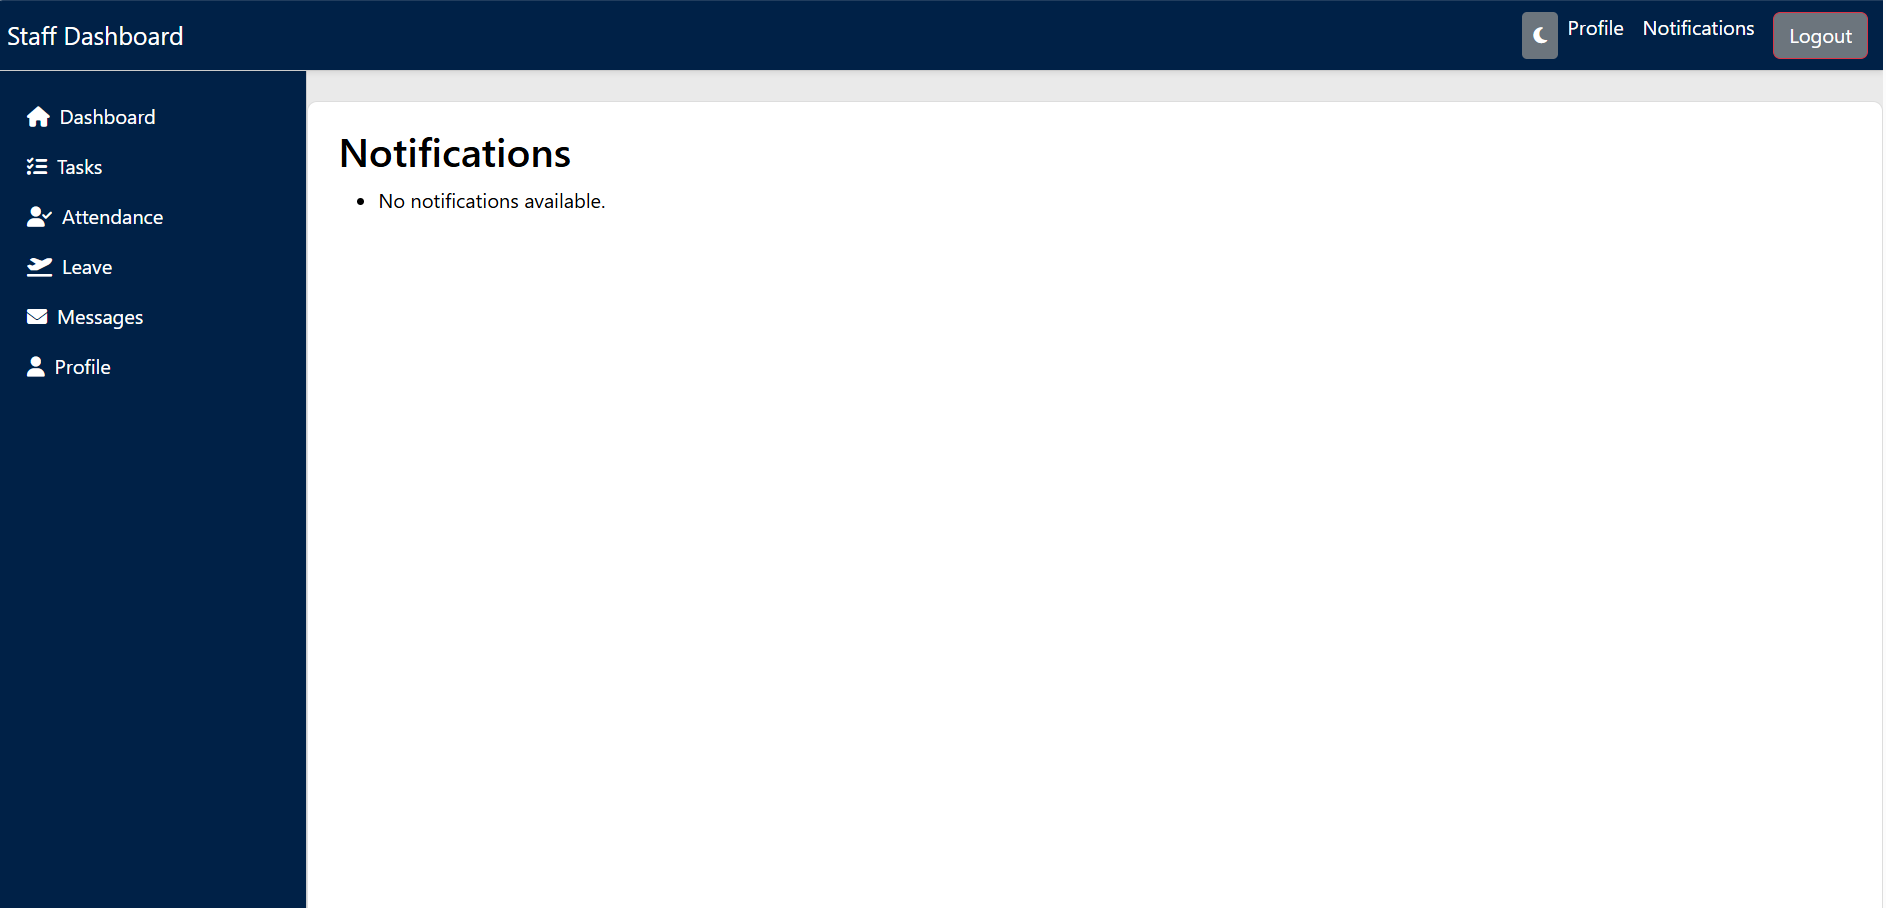 Staff Dashboard
Profile Notifications Logout
Dashboard
Tasks
Attendance
Leave
Messages
Profile
Notifications
No notifications available.